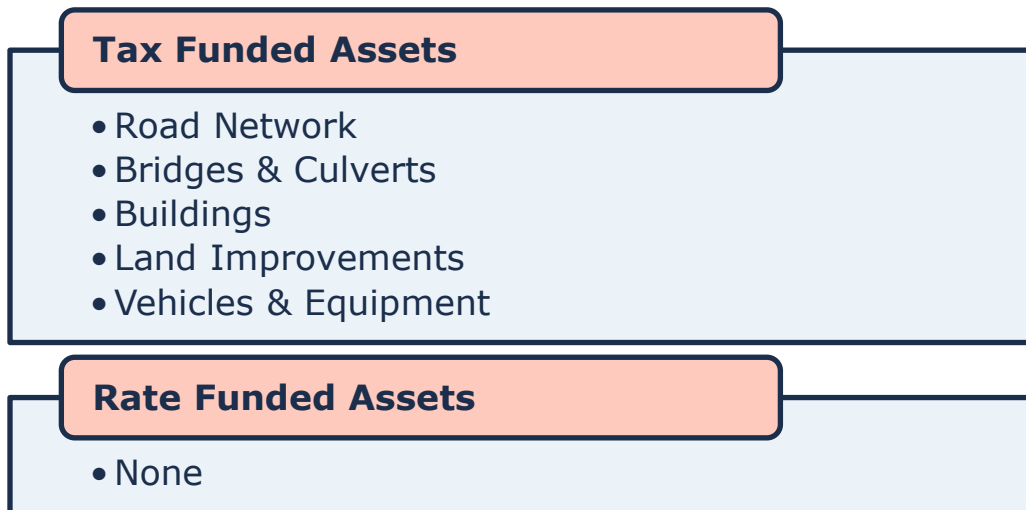 Tax Funded Assets
• Road Network
• Bridges & Culverts
• Buildings
• Land Improvements
• Vehicles & Equipment
Rate Funded Assets
• None